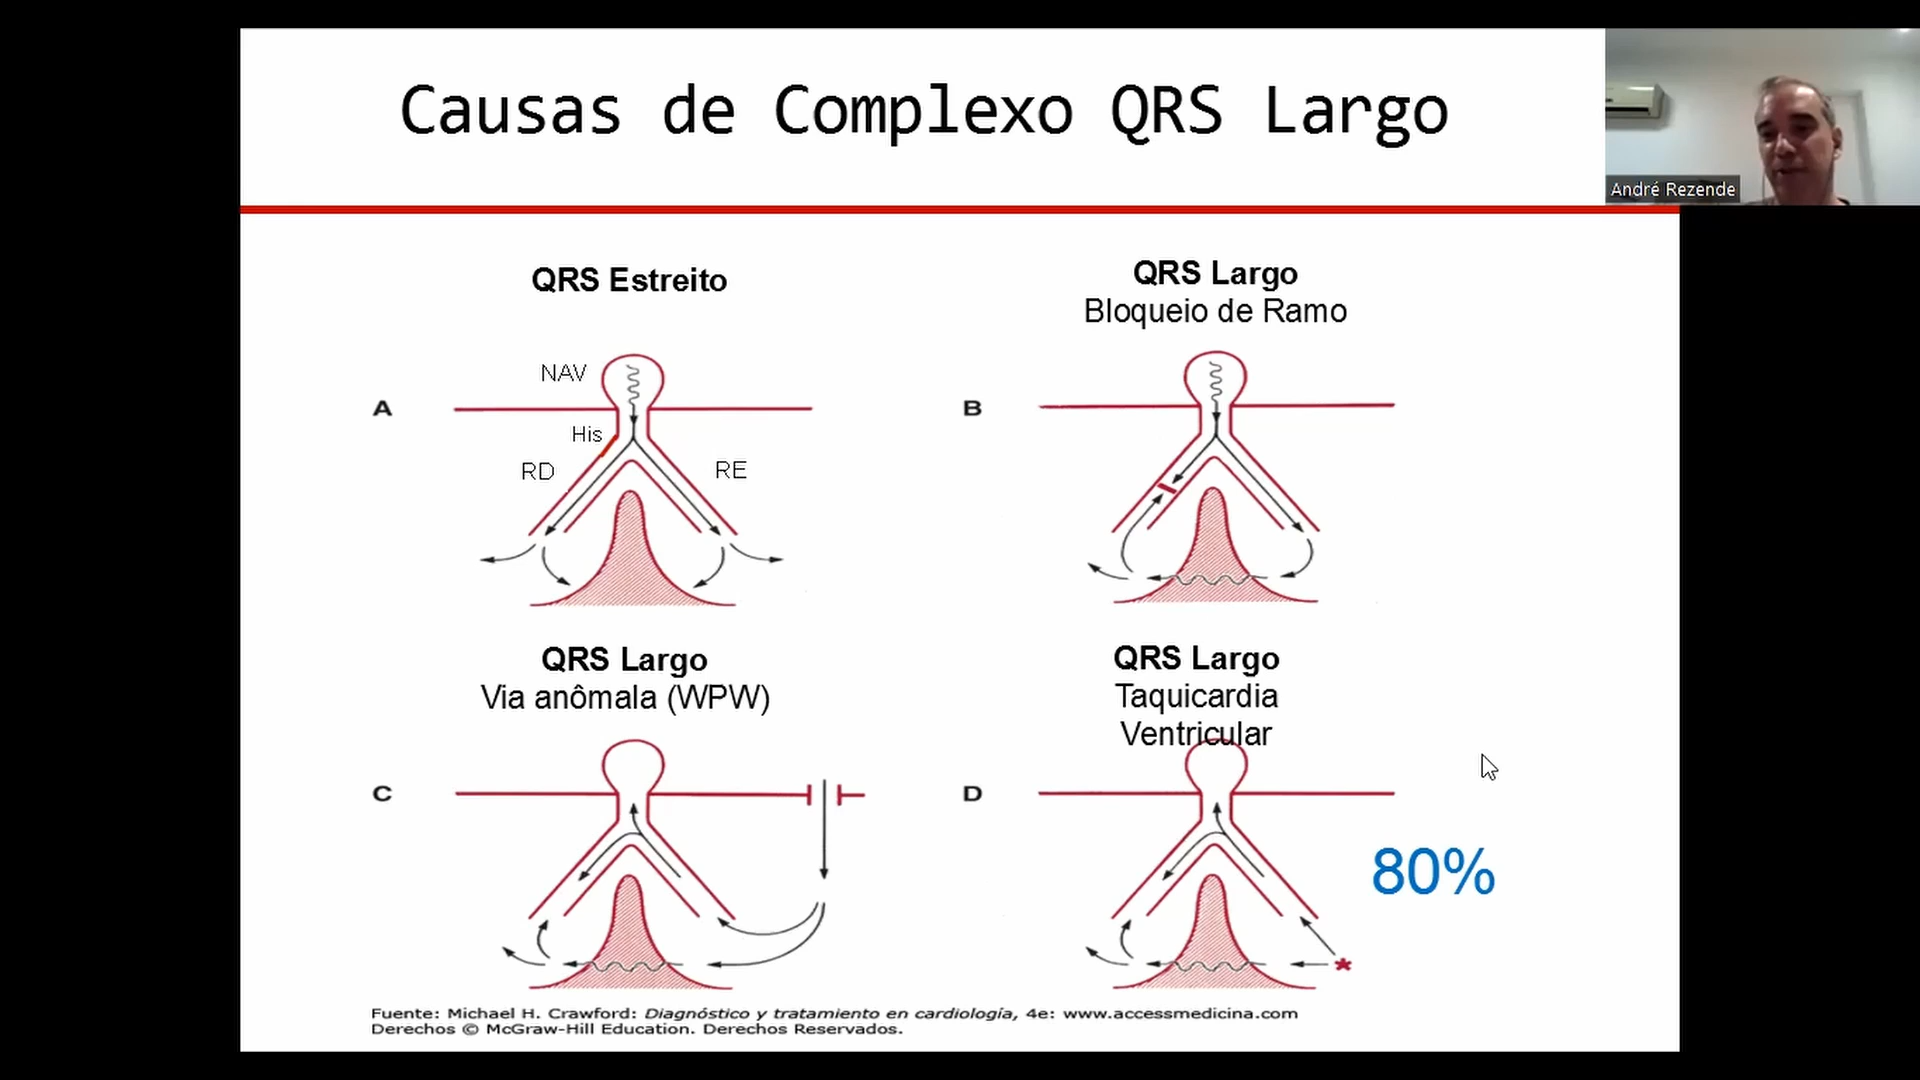 Causas de Complexo QRS Largo
André Rezende
QRS Estreito
NAV
A
His
RD
RE
QRS Largo
Bloqueio de Ramo
B
QRS Largo
Via anômala (WPW)
C
QRS Largo
Taquicardia
Ventricular
D
80%
*
Fuente: Michael H. Crawford: Diagnóstico y tratamiento en cardiología, 4e: www.accessmedicina.com
Derechos © McGraw-Hill Education. Derechos Reservados.